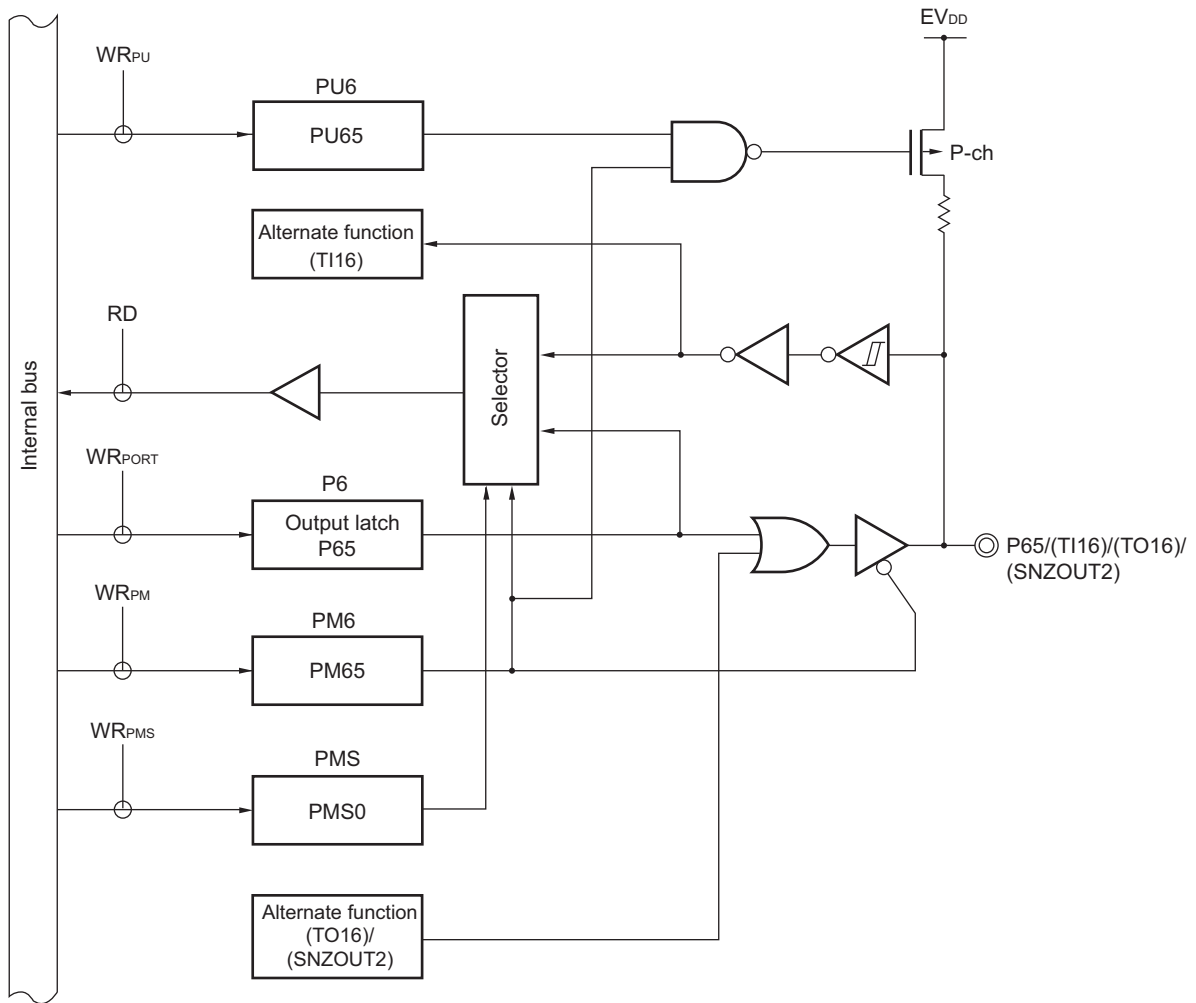 EVDD
WRPU
PU6
PU65
P-ch
Alternate function
(TI16)
RD
Selector
Internal bus
WRPORT
P6
Output latch
P65
P65/(TI16)/(TO16)/
(SNZOUT2)
WRPM
PM6
PM65
WRPMS
PMS
PMS0
Alternate function
(TO16)/
(SNZOUT2)